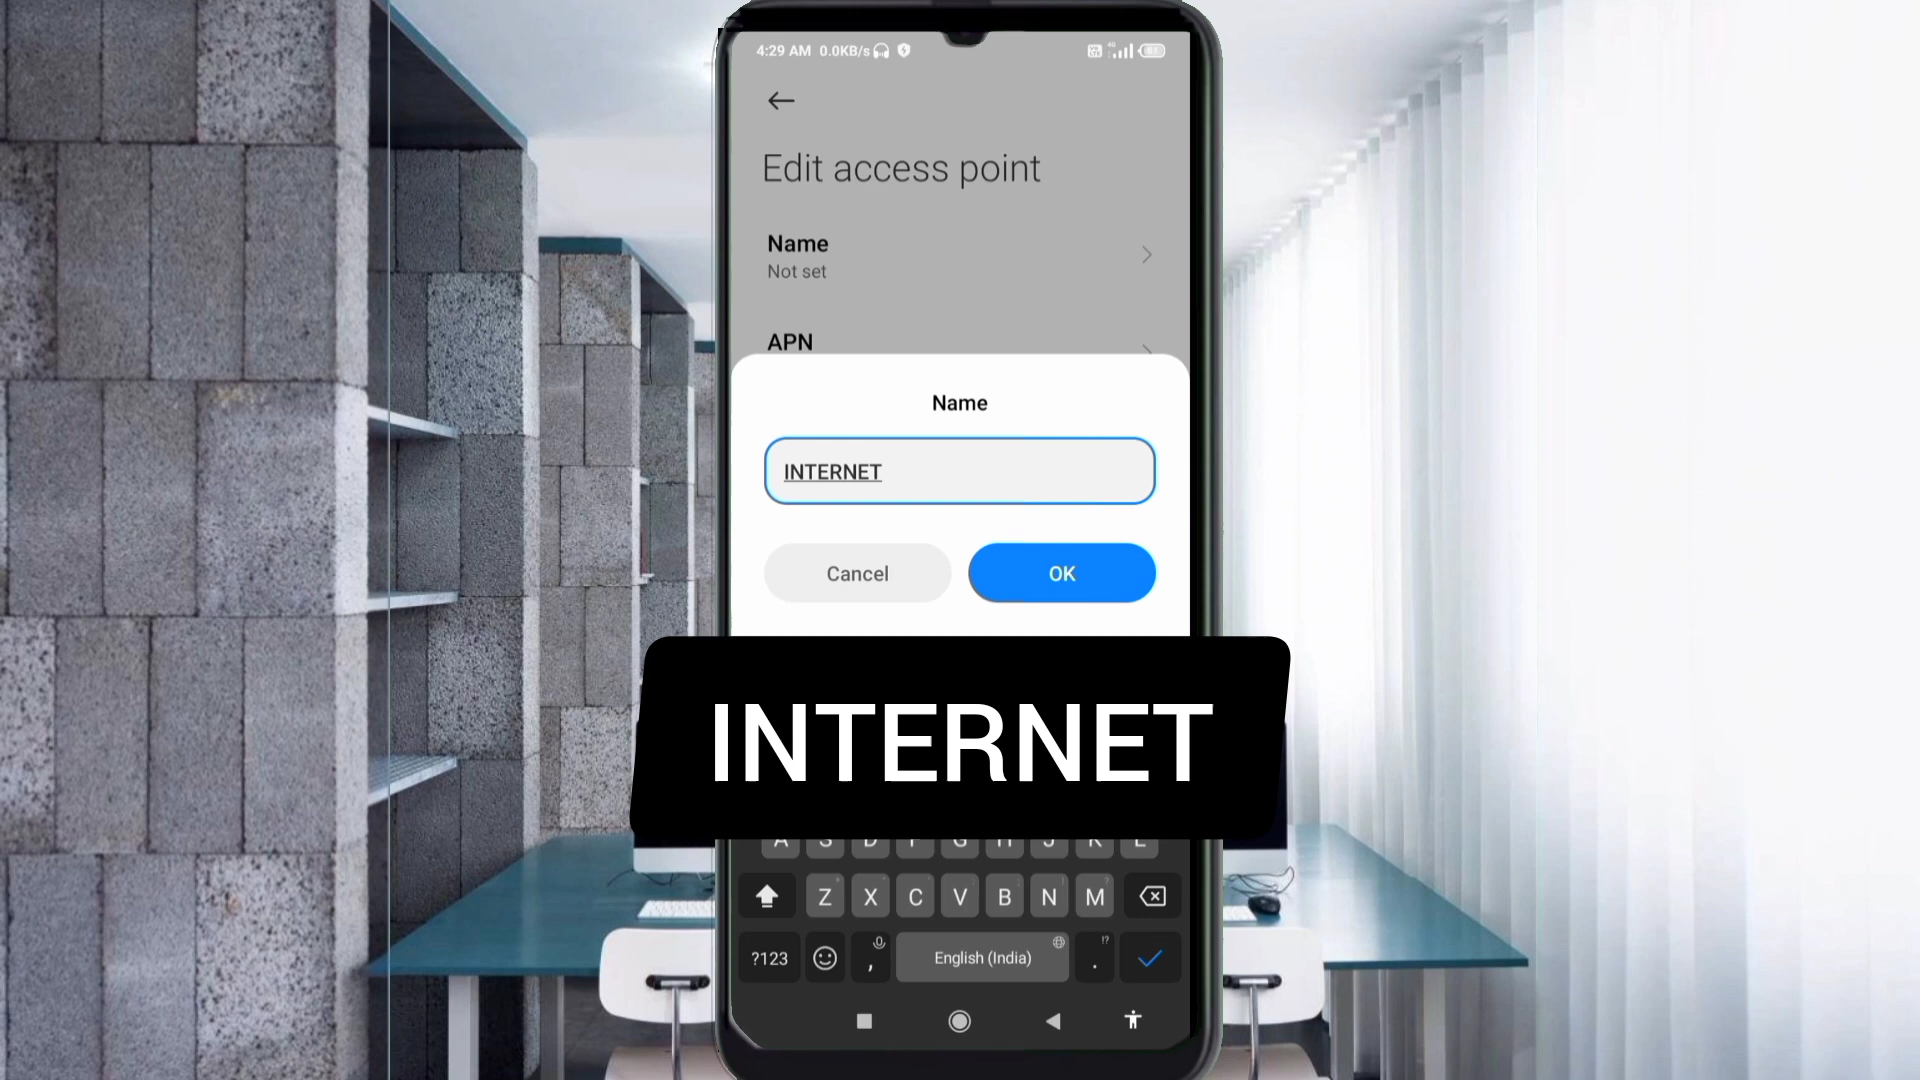 4:29 AM 0.0KB/s
4G
Edit access point
Name
Not set
APN
Name
INTERNET
Cancel
OK
INTERNET
Z X C V B N M
?123
,
English (India)
!?
.